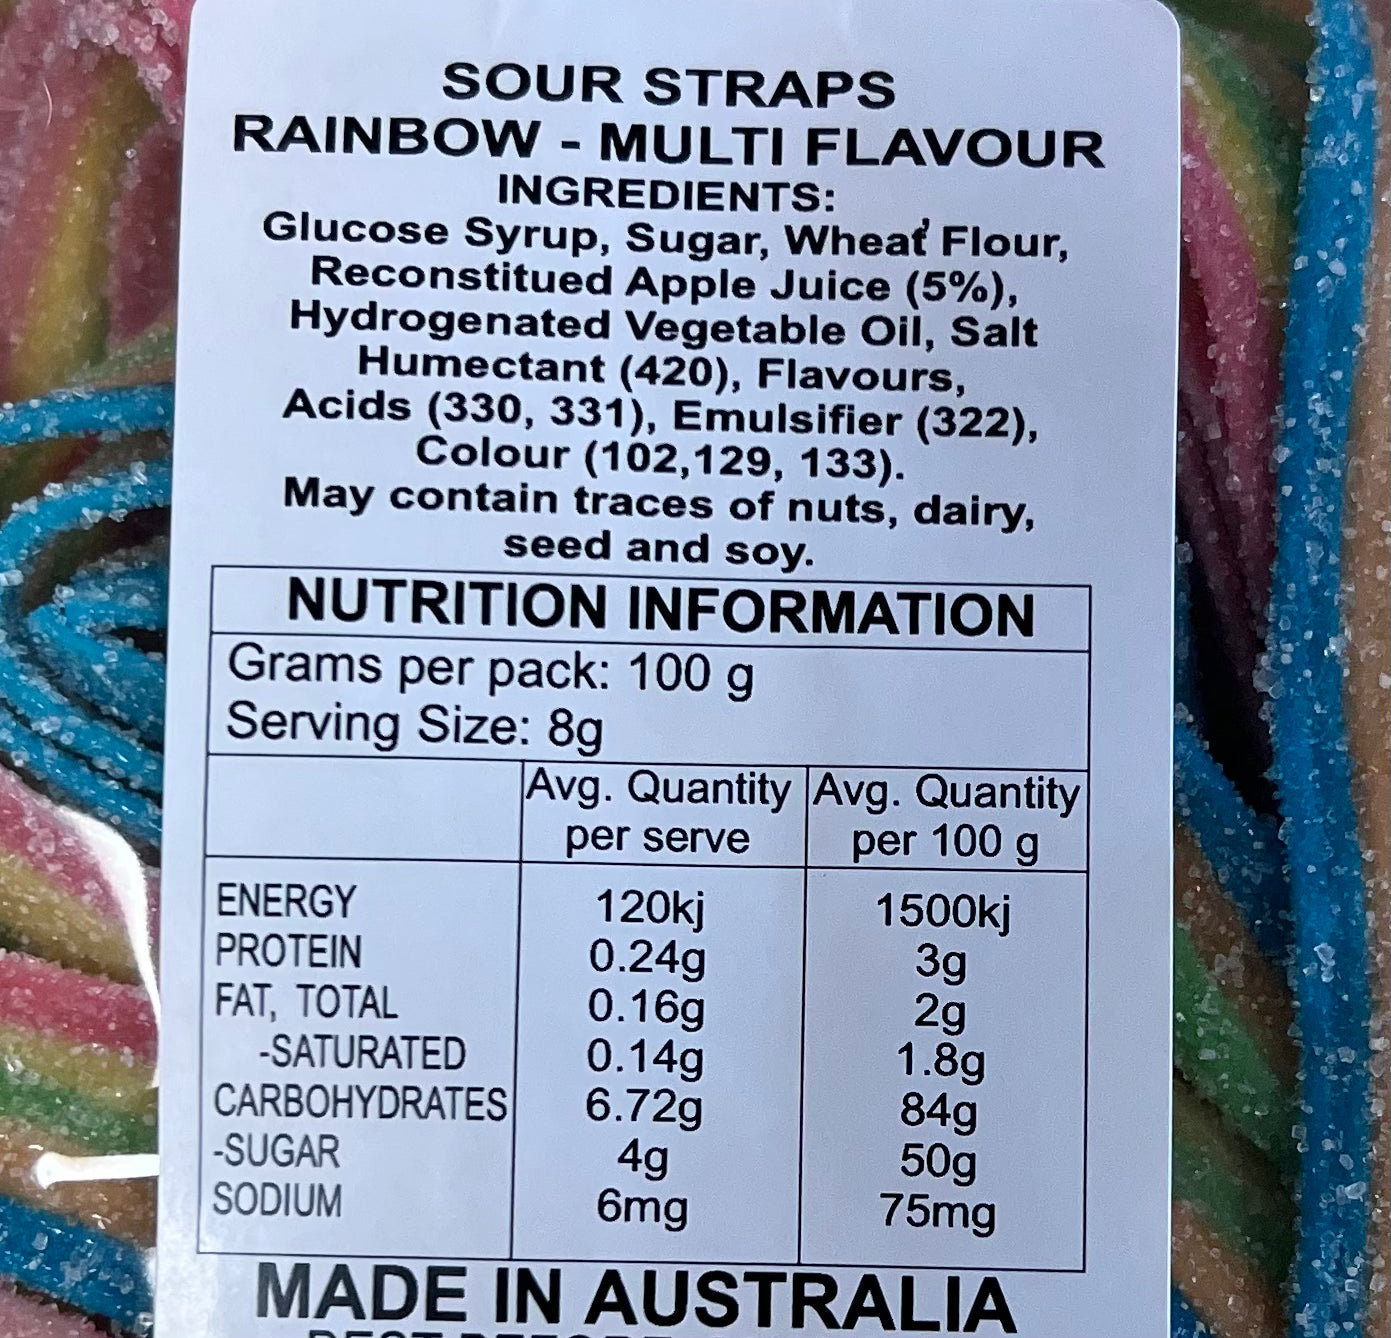 SOUR STRAPS
RAINBOW - MULTI FLAVOUR
INGREDIENTS:
Glucose Syrup, Sugar, Wheat Flour,
Reconstitued Apple Juice (5%),
Hydrogenated Vegetable Oil, Salt
Humectant (420), Flavours,
Acids (330, 331), Emulsifier (322),
Colour (102,129, 133).
May contain traces of nuts, dairy,
seed and soy.
NUTRITION INFORMATION
Grams per pack: 100 g
Serving Size: 8g
Avg. Quantity per serve Avg. Quantity per 100 g
ENERGY 120kj 1500kj
PROTEIN 0.24g 3g
FAT, TOTAL 0.16g 2g
-SATURATED 0.14g 1.8g
CARBOHYDRATES 6.72g 84g
-SUGAR 4g 50g
SODIUM 6mg 75mg
MADE IN AUSTRALIA